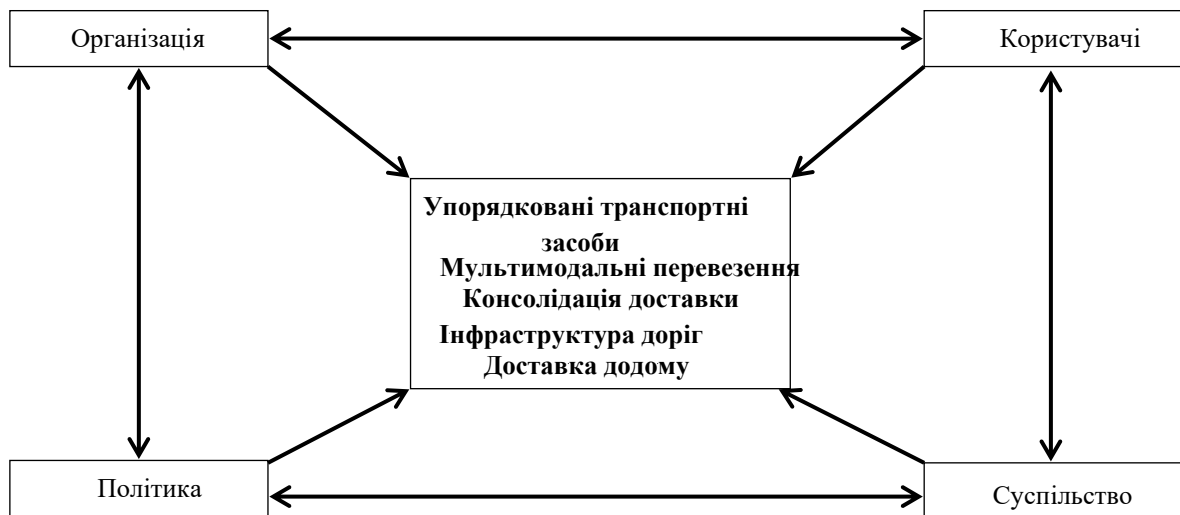 Організація
Користувачі
Упорядковані транспортні
засоби
Мультимодальні перевезення
Консолідація доставки
Інфраструктура доріг
Доставка додому
Політика
Суспільство